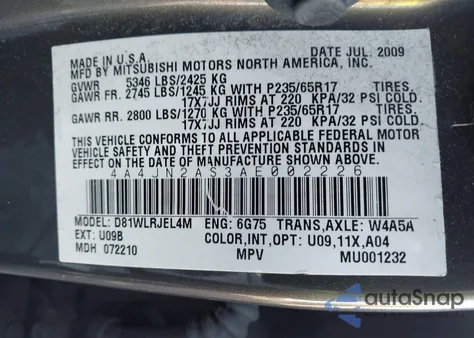 MADE IN U.S.A. DATE JUL. 2009
MFD BY MITSUBISHI MOTORS NORTH AMERICA, INC.
GVWR 5346 LBS/2425 KG
GAWR FR. 2745 LBS/1245 KG WITH P235/65R17 TIRES,
17X7JJ RIMS AT 220 KPA/32 PSI COLD.
GAWR RR. 2800 LBS/1270 KG WITH P235/65R17 TIRES,
17X7JJ RIMS AT 220 KPA/32 PSI COLD.
THIS VEHICLE CONFORMS TO ALL APPLICABLE FEDERAL MOTOR
VEHICLE SAFETY AND THEFT PREVENTION STANDARDS IN
EFFECT ON THE DATE OF MANUFACTURE SHOWN ABOVE.
4A4JN2AS3AE002226
MODEL: D81WLRJEL4M ENG: 6G75 TRANS,AXLE: W4A5A
EXT: U09B COLOR,INT,OPT: U09,11X,A04
MDH 072210 MPV MU001232
autoSnap